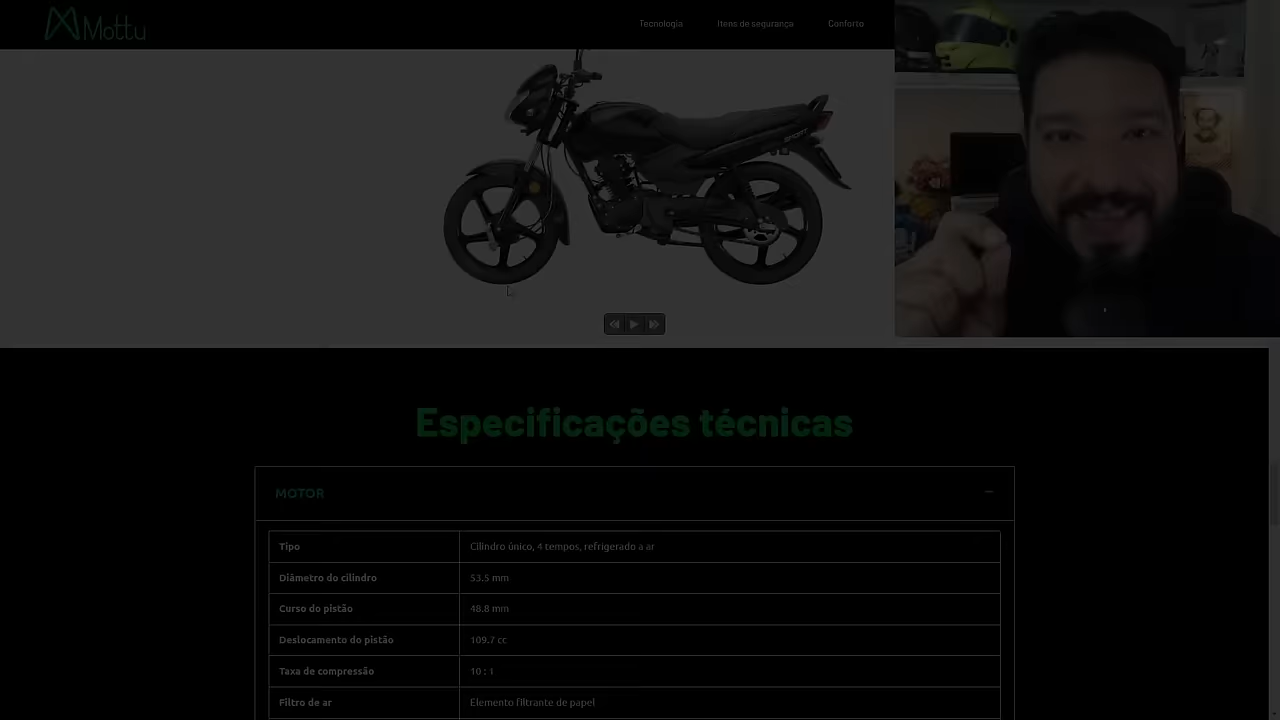 Mottu
Tecnologia Itens de segurança Conforto
SPORT
Especificações técnicas
MOTOR
Tipo Cilindro único, 4 tempos, refrigerado a ar
Diâmetro do cilindro 53.5 mm
Curso do pistão 48.8 mm
Deslocamento do pistão 109.7 cc
Taxa de compressão 10 : 1
Filtro de ar Elemento filtrante de papel